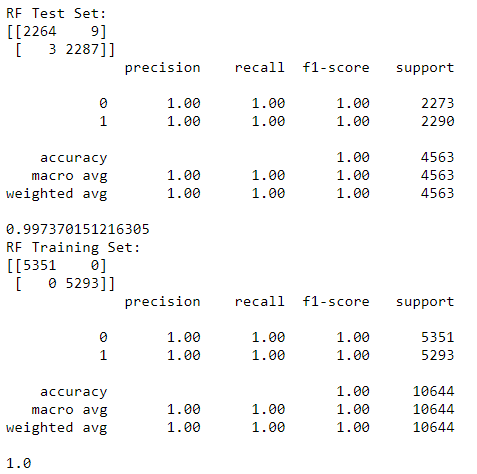 RF Test Set:
[[2264    9]
 [   3 2287]]
              precision    recall  f1-score   support

           0       1.00      1.00      1.00      2273
           1       1.00      1.00      1.00      2290

    accuracy                           1.00      4563
   macro avg       1.00      1.00      1.00      4563
weighted avg       1.00      1.00      1.00      4563

0.997370151216305
RF Training Set:
[[5351    0]
 [   0 5293]]
              precision    recall  f1-score   support

           0       1.00      1.00      1.00      5351
           1       1.00      1.00      1.00      5293

    accuracy                           1.00     10644
   macro avg       1.00      1.00      1.00     10644
weighted avg       1.00      1.00      1.00     10644

1.0